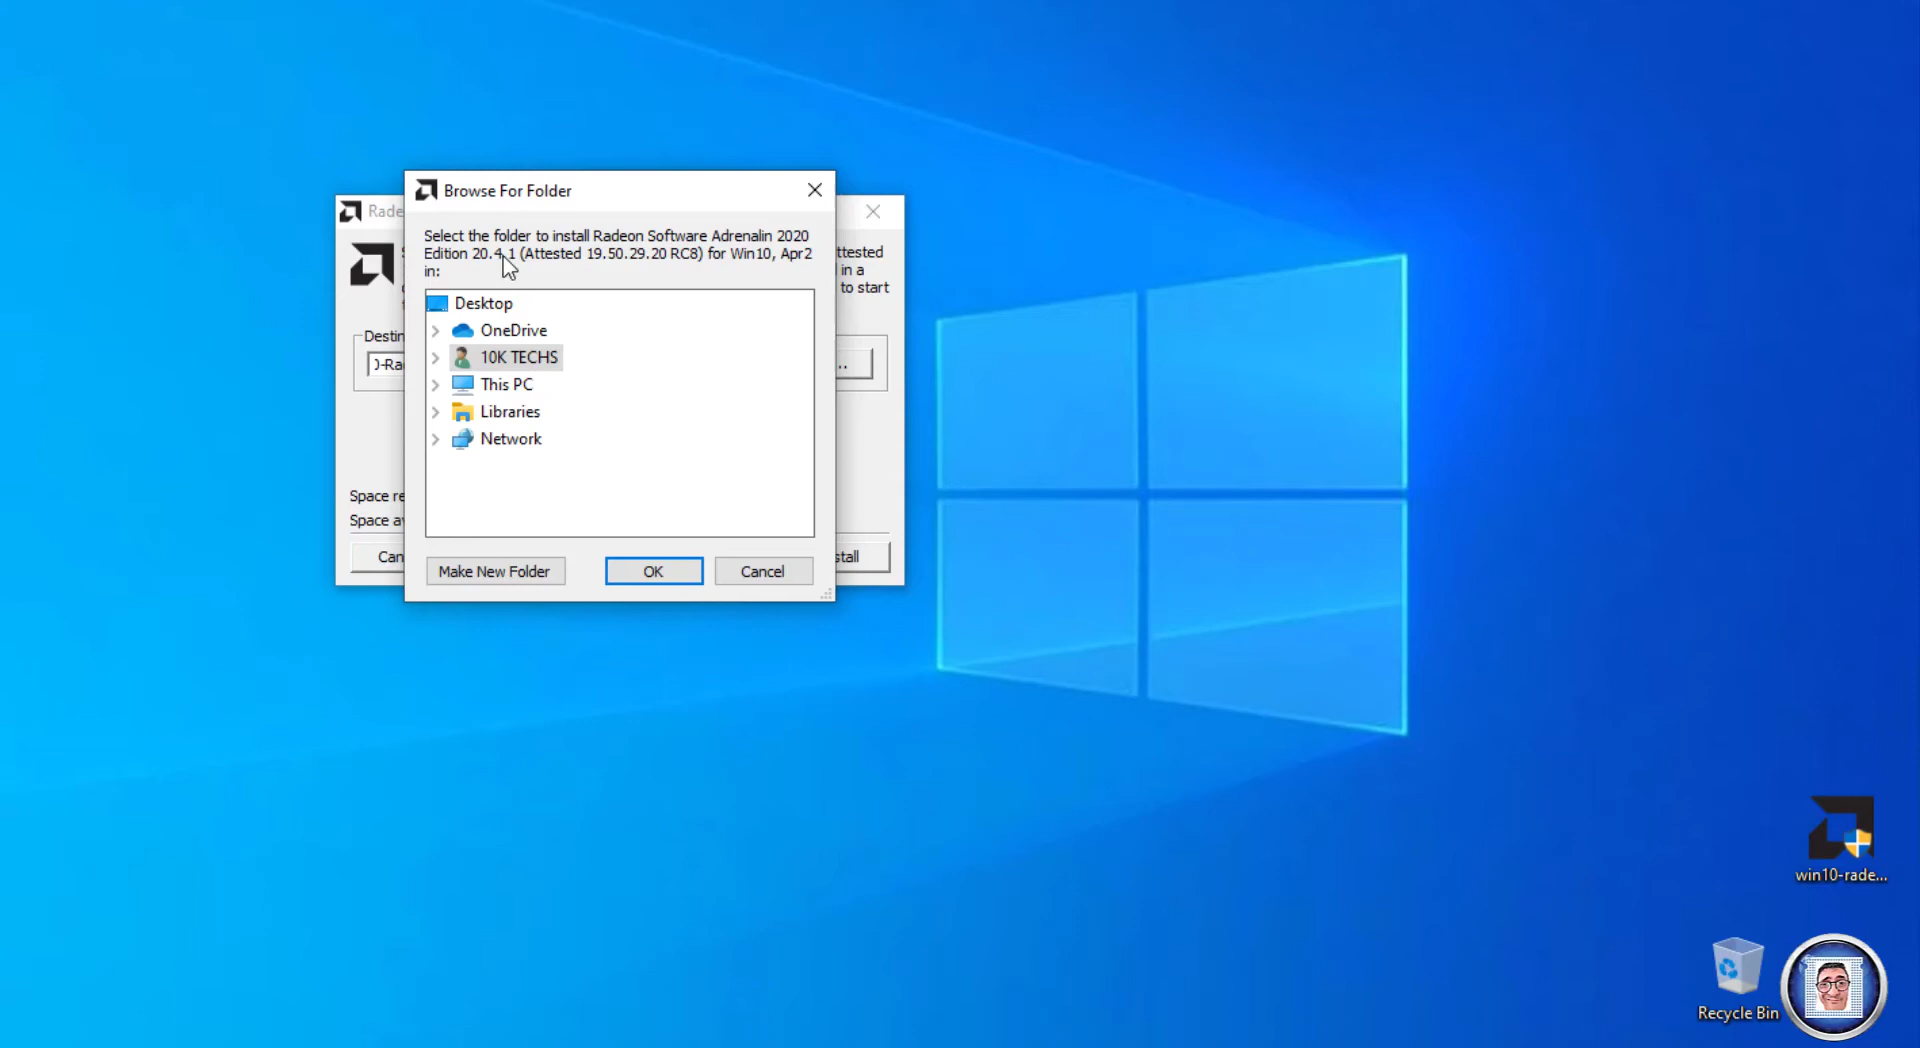 Browse For Folder
Rade
Select the folder to install Radeon Software Adrenalin 2020
Edition 20.4.1 (Attested 19.50.29.20 RC8) for Win10, Apr2
in:
ttested
in a
to start
Desktop
OneDrive
10K TECHS
This PC
Libraries
Network
Destin
-Ra
..
Space re
Space av
Can
stall
Make New Folder
OK
Cancel
win10-rade...
Recycle Bin